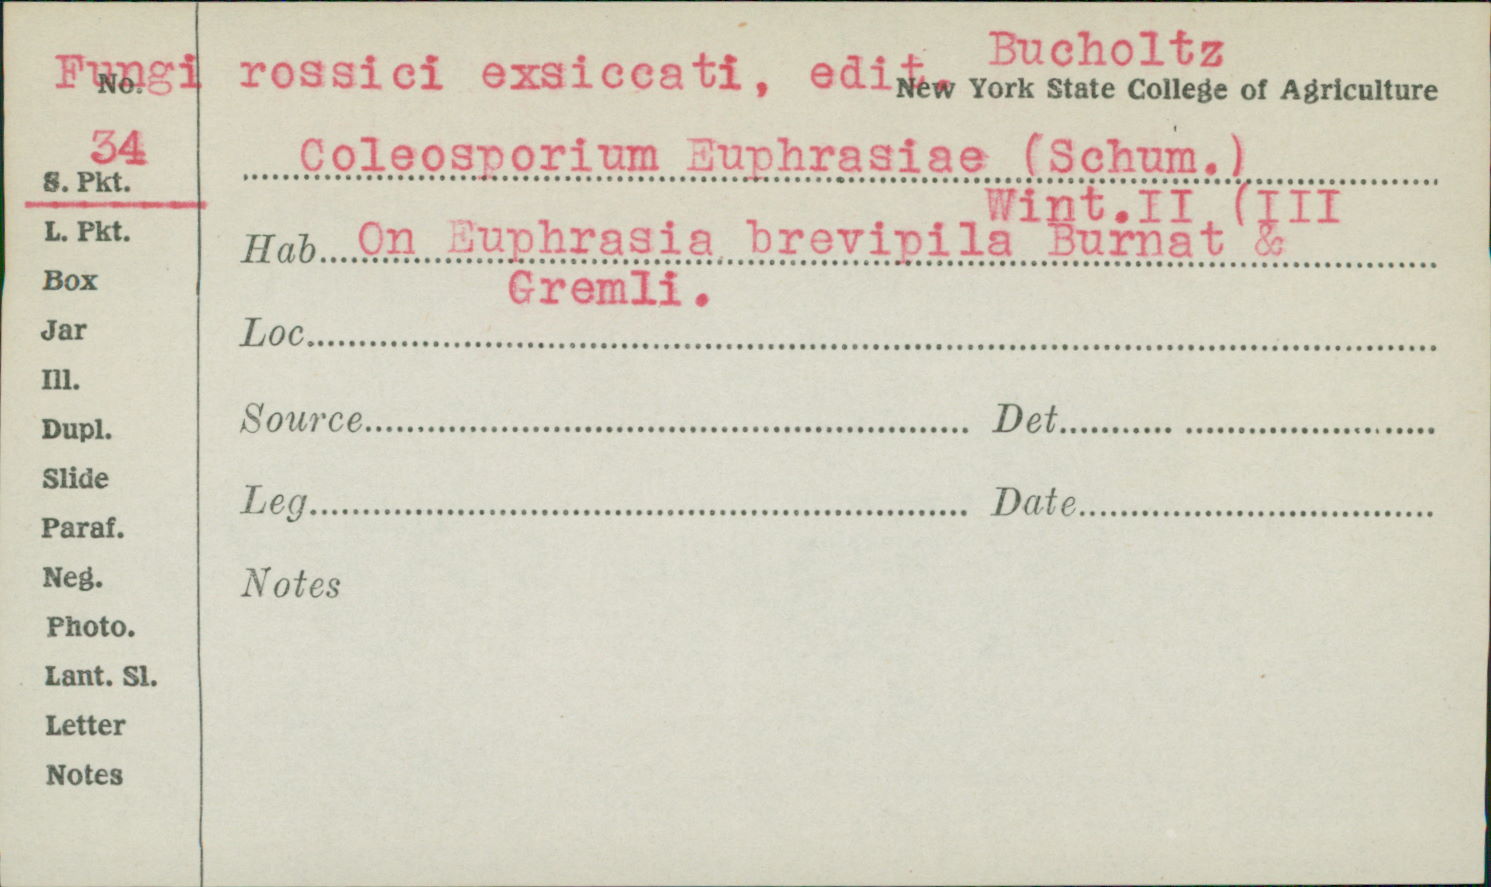 Fungi rossici exsiccati, edit. Bucholtz
No.
New York State College of Agriculture
34
Coleosporium Euphrasiae (Schum.)
Wint.II (III
S. Pkt.
L. Pkt.
Hab. On Euphrasia brevipila Burnat &
Gremli.
Box
Jar
Loc.
Ill.
Dupl.
Source Det.
Slide
Leg. Date
Paraf.
Neg.
Notes
Photo.
Lant. Sl.
Letter
Notes